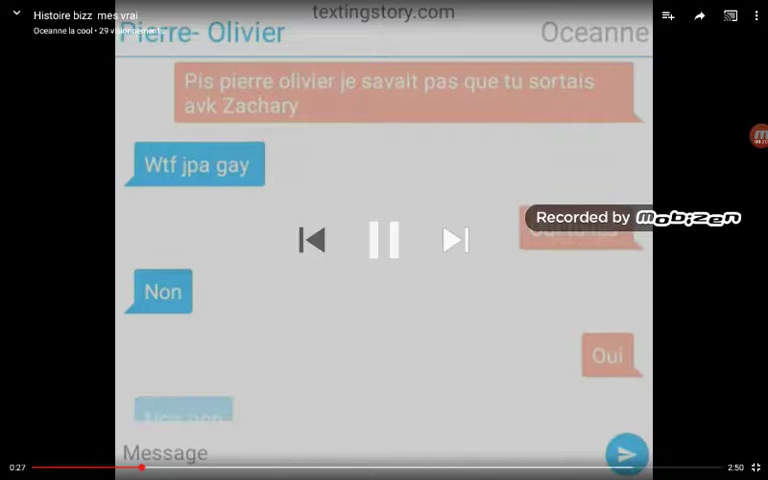 textingstory.com
Histoire bizz mes vrai
Oceanne la cool • 29 visionnements
Pierre- Olivier
Oceanne
Pis pierre olivier je savait pas que tu sortais
avk Zachary
Wtf jpa gay
Recorded by mobizen
Non
Oui
Non non
Message
0:27
2:50